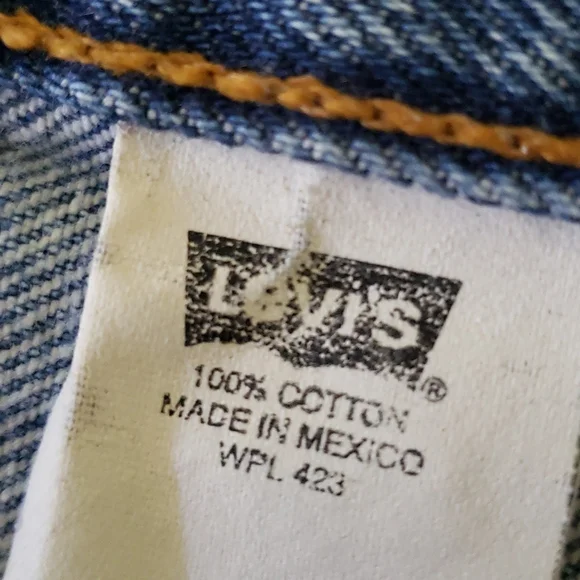 LEVI'S®
100% COTTON
MADE IN MEXICO
WPL 423